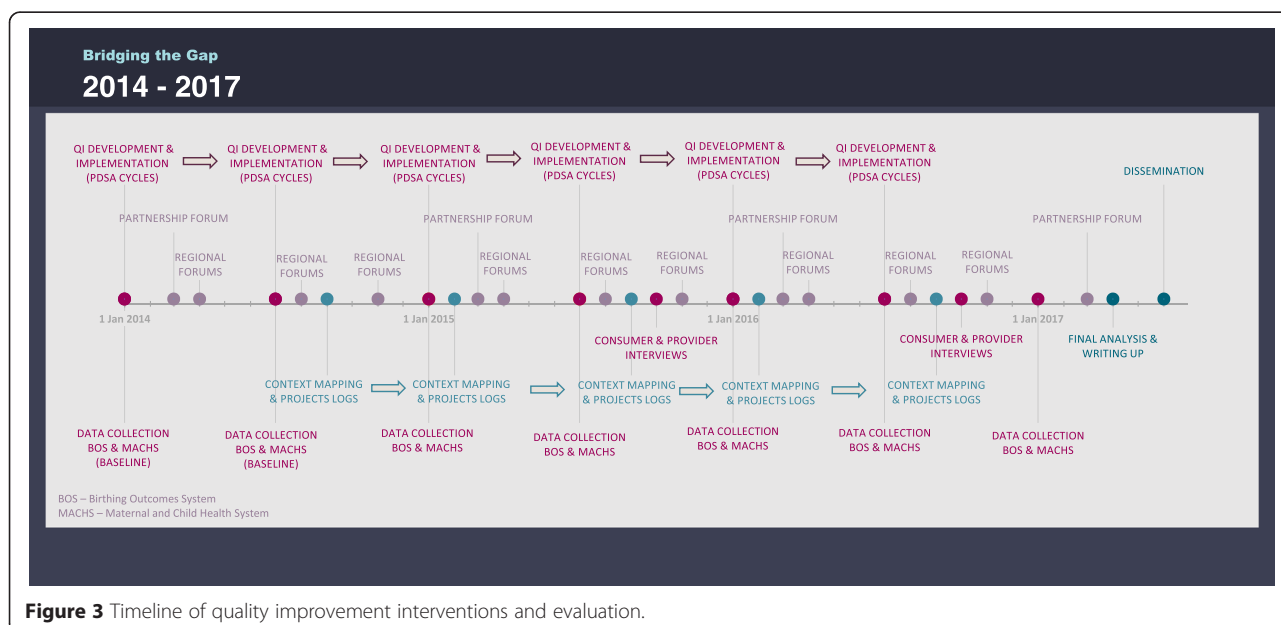 Bridging the Gap
2014 - 2017
QI DEVELOPMENT &
IMPLEMENTATION
(PDSA CYCLES)
QI DEVELOPMENT &
IMPLEMENTATION
(PDSA CYCLES)
QI DEVELOPMENT &
IMPLEMENTATION
(PDSA CYCLES)
QI DEVELOPMENT &
IMPLEMENTATION
(PDSA CYCLES)
QI DEVELOPMENT &
IMPLEMENTATION
(PDSA CYCLES)
QI DEVELOPMENT &
IMPLEMENTATION
(PDSA CYCLES)
DISSEMINATION
PARTNERSHIP FORUM
PARTNERSHIP FORUM
PARTNERSHIP FORUM
PARTNERSHIP FORUM
REGIONAL
FORUMS
REGIONAL
FORUMS
REGIONAL
FORUMS
REGIONAL
FORUMS
REGIONAL
FORUMS
REGIONAL
FORUMS
REGIONAL
FORUMS
REGIONAL
FORUMS
REGIONAL
FORUMS
1 Jan 2014
1 Jan 2015
1 Jan 2016
1 Jan 2017
CONSUMER & PROVIDER
INTERVIEWS
CONSUMER & PROVIDER
INTERVIEWS
FINAL ANALYSIS &
WRITING UP
CONTEXT MAPPING
& PROJECTS LOGS
CONTEXT MAPPING
& PROJECTS LOGS
CONTEXT MAPPING
& PROJECTS LOGS
CONTEXT MAPPING
& PROJECTS LOGS
CONTEXT MAPPING
& PROJECTS LOGS
DATA COLLECTION
BOS & MACHS
(BASELINE)
DATA COLLECTION
BOS & MACHS
(BASELINE)
DATA COLLECTION
BOS & MACHS
DATA COLLECTION
BOS & MACHS
DATA COLLECTION
BOS & MACHS
DATA COLLECTION
BOS & MACHS
DATA COLLECTION
BOS & MACHS
BOS – Birthing Outcomes System
MACHS – Maternal and Child Health System
Figure 3 Timeline of quality improvement interventions and evaluation.